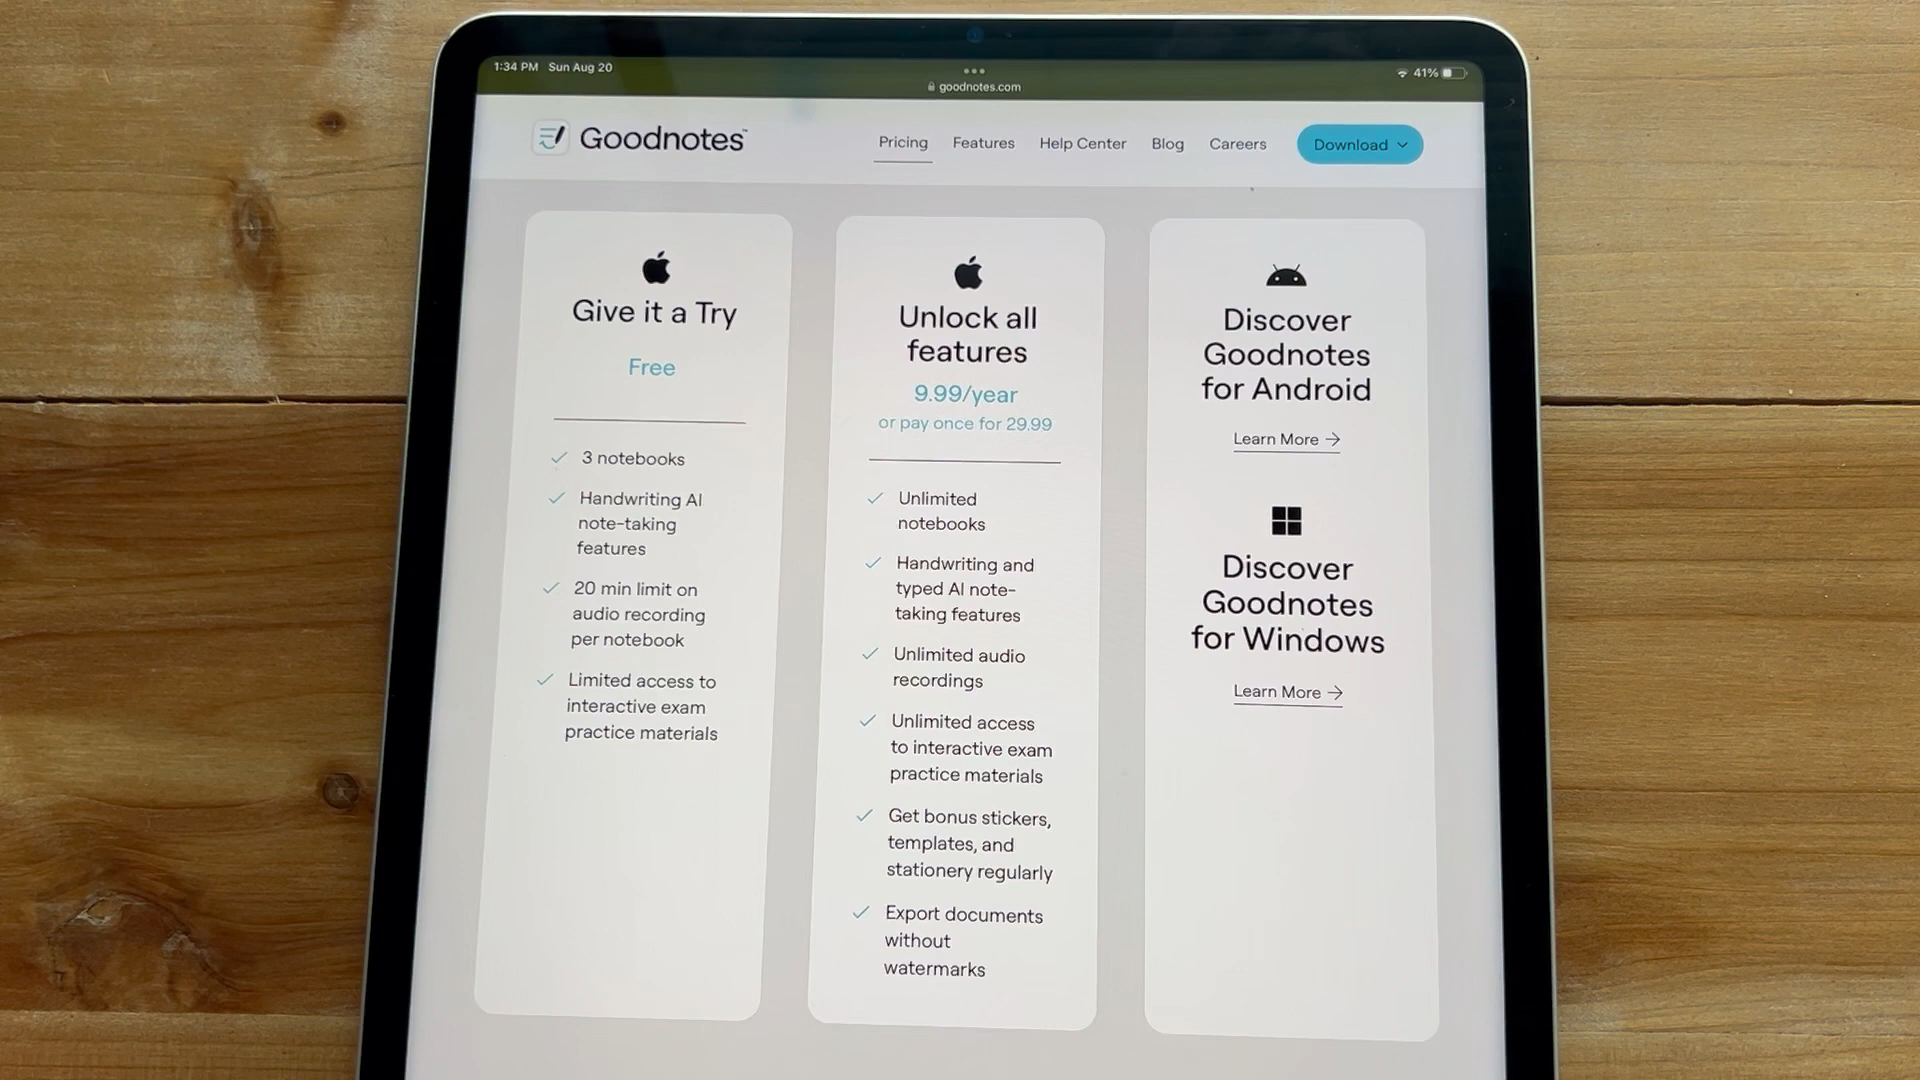 1:34 PM Sun Aug 20
41%
goodnotes.com
Goodnotes™
Pricing Features Help Center Blog Careers Download
Give it a Try
Free
3 notebooks
Handwriting AI
note-taking
features
20 min limit on
audio recording
per notebook
Limited access to
interactive exam
practice materials
Unlock all
features
9.99/year
or pay once for 29.99
Unlimited
notebooks
Handwriting and
typed AI note-
taking features
Unlimited audio
recordings
Unlimited access
to interactive exam
practice materials
Get bonus stickers,
templates, and
stationery regularly
Export documents
without
watermarks
Discover
Goodnotes
for Android
Learn More →
Discover
Goodnotes
for Windows
Learn More →